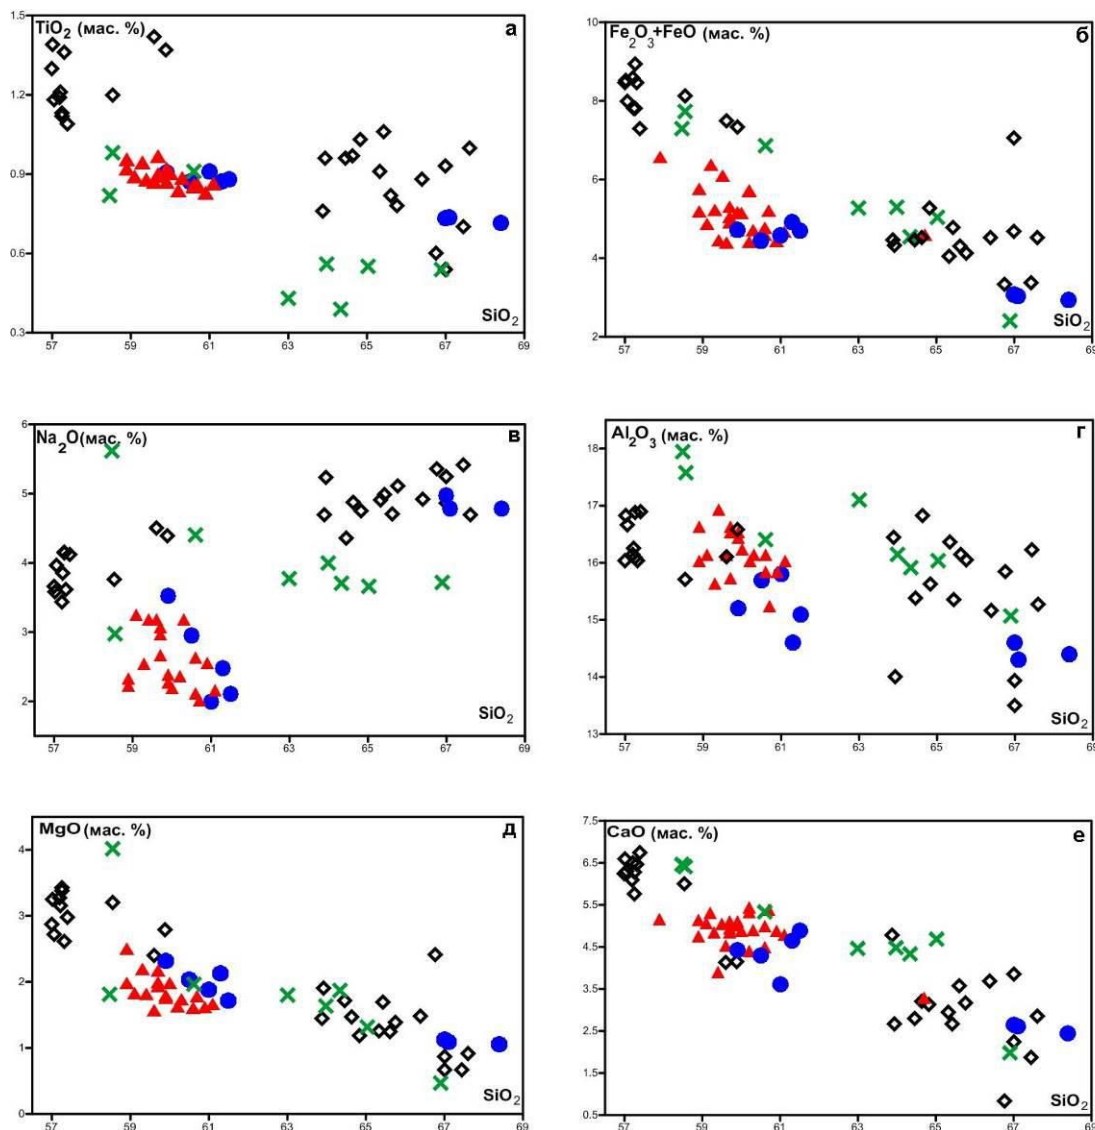 TiO2 (мас. %) а
1.5
1.2
0.9
0.6
0.3
SiO2
57 59 61 63 65 67 69
Fe2O3+FeO (мас. %) б
10
8
6
4
2
SiO2
57 59 61 63 65 67 69
Na2O (мас. %) в
6
5
4
3
2
SiO2
57 59 61 63 65 67 69
Al2O3 (мас. %) г
18
17
16
15
14
13
SiO2
57 59 61 63 65 67 69
MgO (мас. %) д
4
3
2
1
0
SiO2
57 59 61 63 65 67 69
CaO (мас. %) е
7.5
6.5
5.5
4.5
3.5
2.5
1.5
0.5
SiO2
57 59 61 63 65 67 69